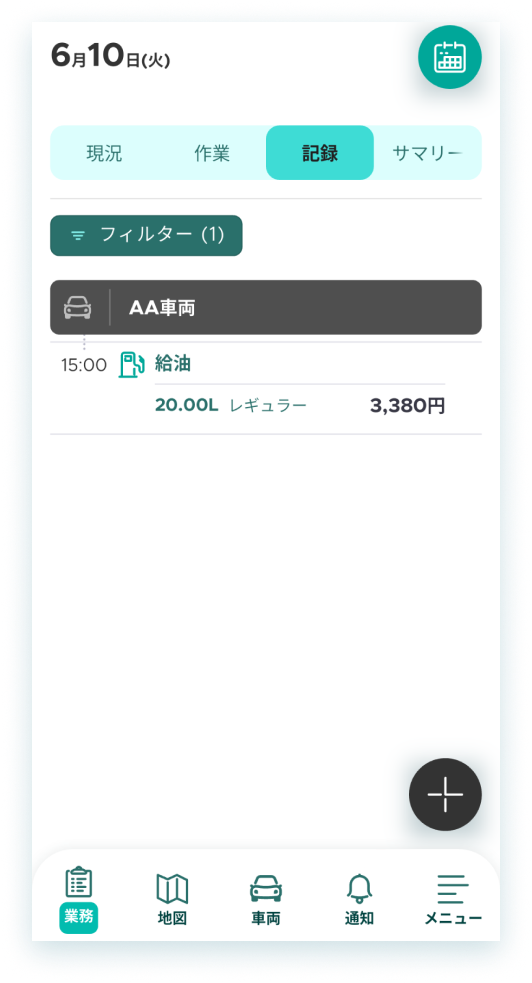 6月10日(火)
現況 作業 記録 サマリー
フィルター (1)
AA車両
15:00 給油
20.00L レギュラー 3,380円
業務 地図 車両 通知 メニュー